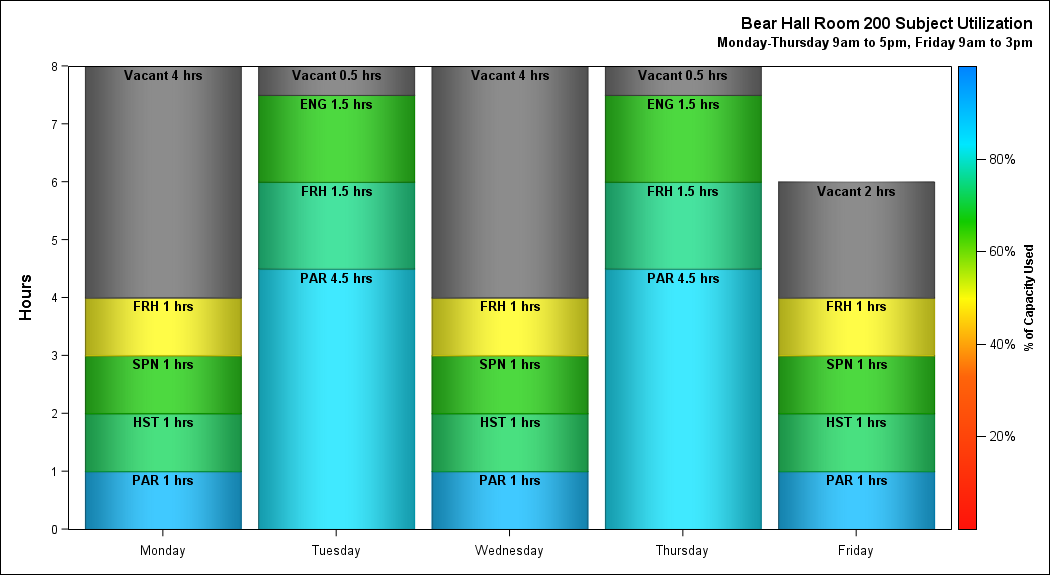 Bear Hall Room 200 Subject Utilization
Monday-Thursday 9am to 5pm, Friday 9am to 3pm
Hours
8
7
6
5
4
3
2
1
0
Vacant 4 hrs
FRH 1 hrs
SPN 1 hrs
HST 1 hrs
PAR 1 hrs
Monday
Vacant 0.5 hrs
ENG 1.5 hrs
FRH 1.5 hrs
PAR 4.5 hrs
Tuesday
Vacant 4 hrs
FRH 1 hrs
SPN 1 hrs
HST 1 hrs
PAR 1 hrs
Wednesday
Vacant 0.5 hrs
ENG 1.5 hrs
FRH 1.5 hrs
PAR 4.5 hrs
Thursday
Vacant 2 hrs
FRH 1 hrs
SPN 1 hrs
HST 1 hrs
PAR 1 hrs
Friday
80%
60%
40%
20%
% of Capacity Used